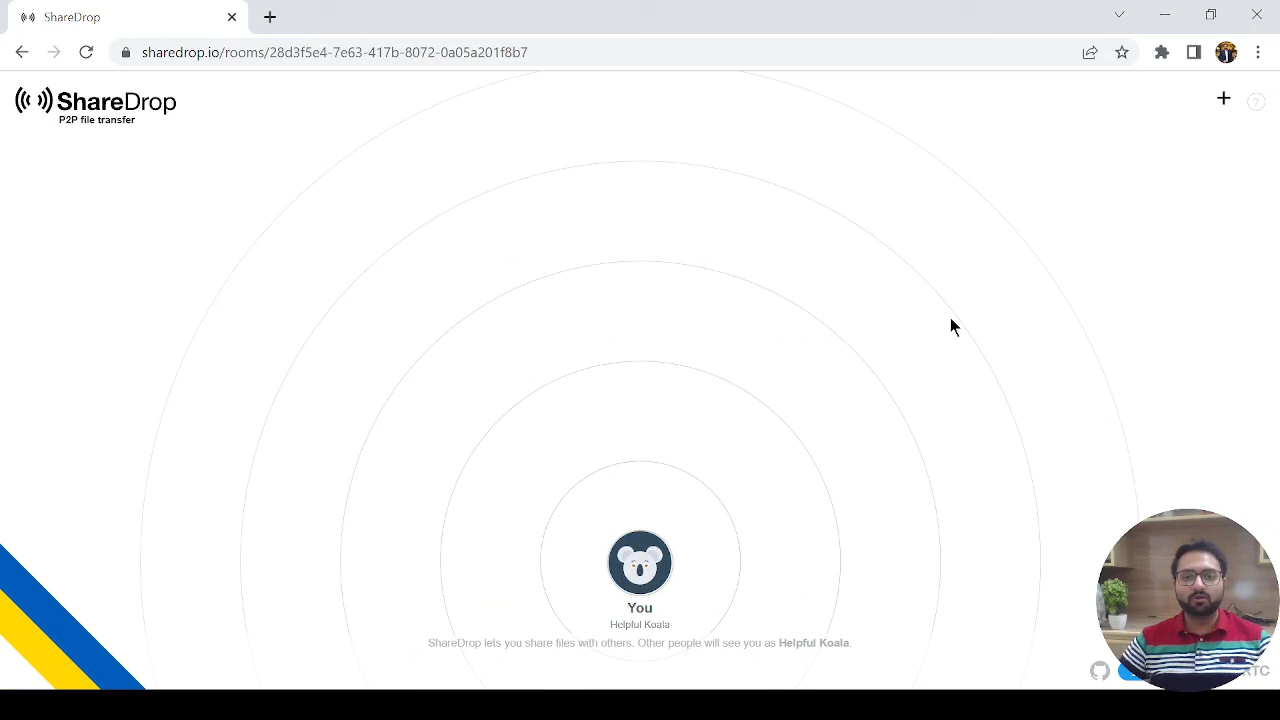 ShareDrop
sharedrop.io/rooms/28d3f5e4-7e63-417b-8072-0a05a201f8b7
ShareDrop
P2P file transfer
You
Helpful Koala
ShareDrop lets you share files with others. Other people will see you as Helpful Koala.